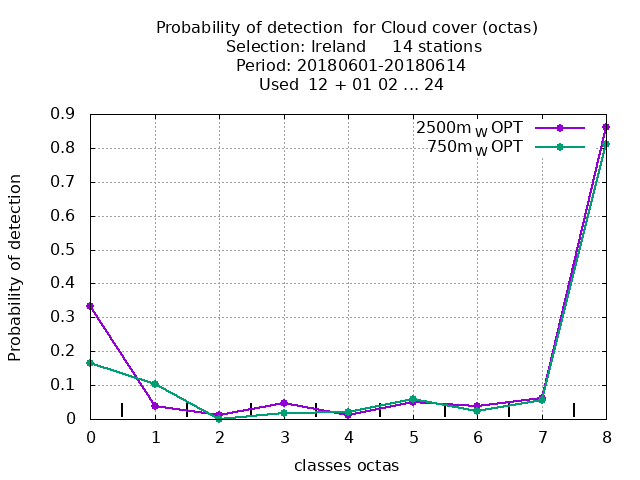 Probability of detection  for Cloud cover (octas)
Selection: Ireland     14 stations
Period: 20180601-20180614
Used  12 + 01 02 ... 24
2500m W OPT
750m W OPT
0.9
0.8
0.7
0.6
0.5
0.4
0.3
0.2
0.1
0
Probability of detection
0 1 2 3 4 5 6 7 8
classes octas